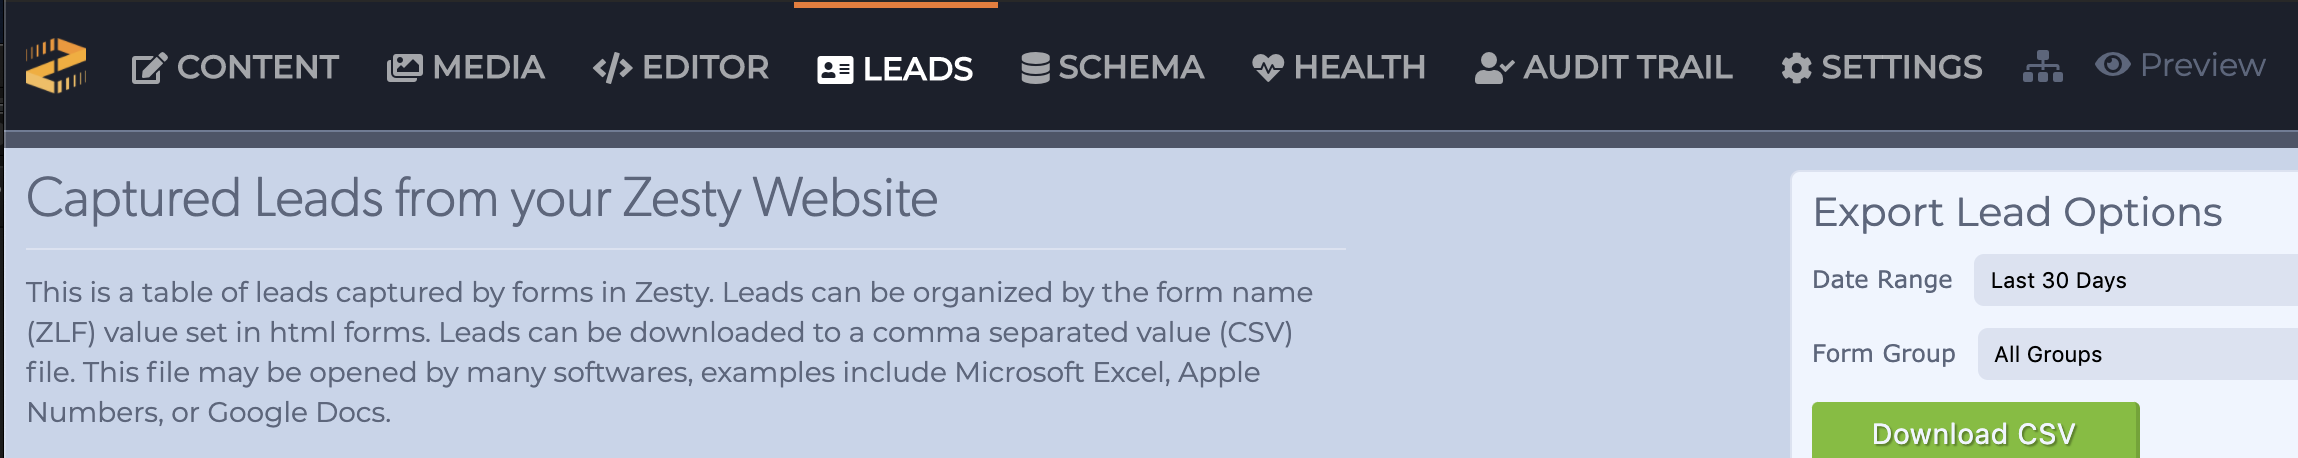 CONTENT MEDIA EDITOR LEADS SCHEMA HEALTH AUDIT TRAIL SETTINGS Preview
Captured Leads from your Zesty Website
This is a table of leads captured by forms in Zesty. Leads can be organized by the form name
(ZLF) value set in html forms. Leads can be downloaded to a comma separated value (CSV)
file. This file may be opened by many softwares, examples include Microsoft Excel, Apple
Numbers, or Google Docs.
Export Lead Options
Date Range Last 30 Days
Form Group All Groups
Download CSV